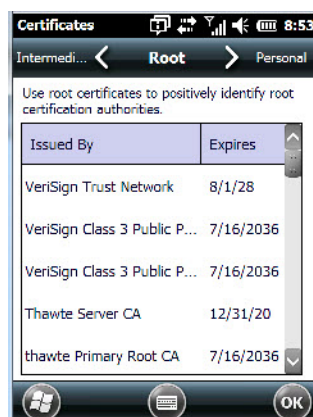 Certificates 8:53
Intermedi... Root Personal
Use root certificates to positively identify root
certification authorities.
Issued By Expires
VeriSign Trust Network 8/1/28
VeriSign Class 3 Public P... 7/16/2036
VeriSign Class 3 Public P... 7/16/2036
Thawte Server CA 12/31/20
thawte Primary Root CA 7/16/2036
OK